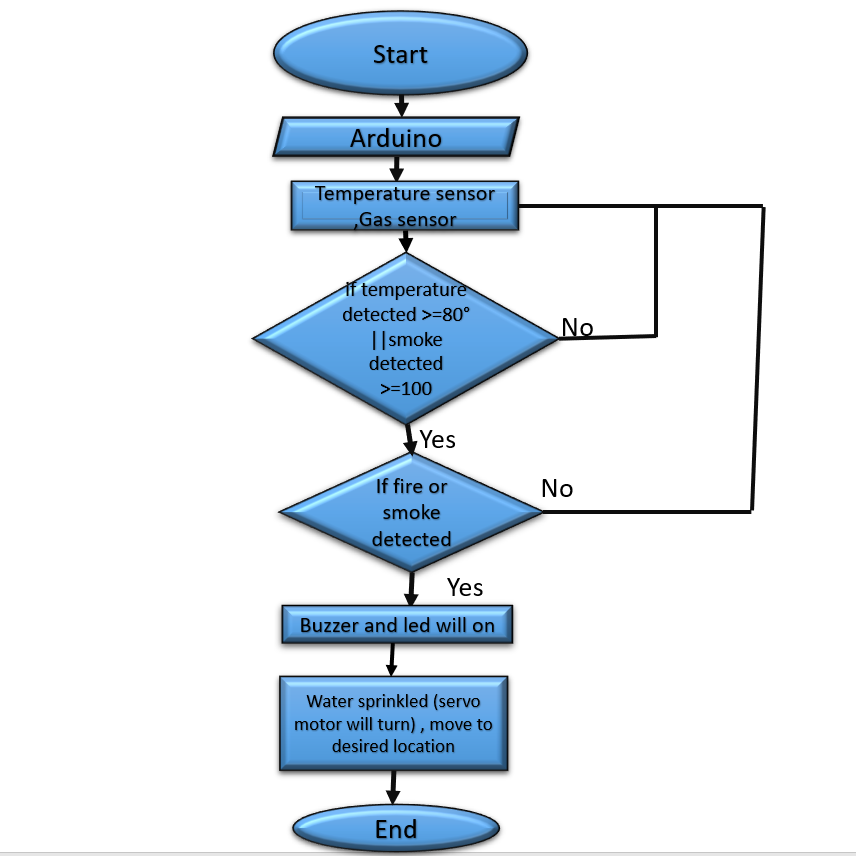 Start
Arduino
Temperature sensor
,Gas sensor
if temperature
detected >=80°
||smoke
detected
>=100
No
Yes
If fire or
smoke
detected
No
Yes
Buzzer and led will on
Water sprinkled (servo
motor will turn) , move to
desired location
End